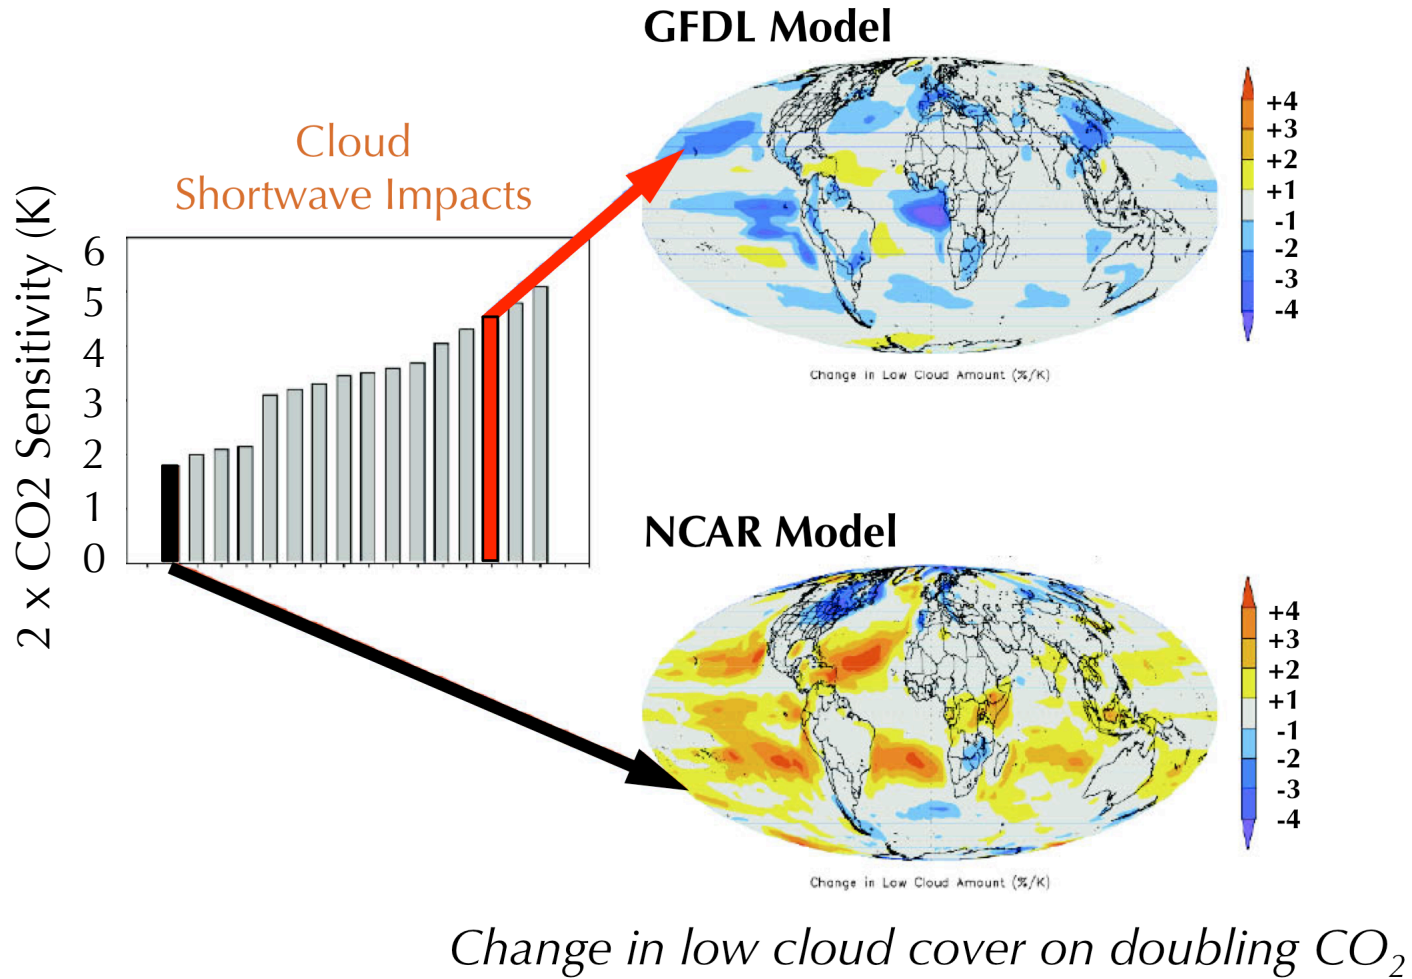 GFDL Model
Cloud
Shortwave Impacts
2 x CO2 Sensitivity (K)
6
5
4
3
2
1
0
+4
+3
+2
+1
-1
-2
-3
-4
Change in Low Cloud Amount (%/K)
NCAR Model
+4
+3
+2
+1
-1
-2
-3
-4
Change in Low Cloud Amount (%/K)
Change in low cloud cover on doubling CO₂